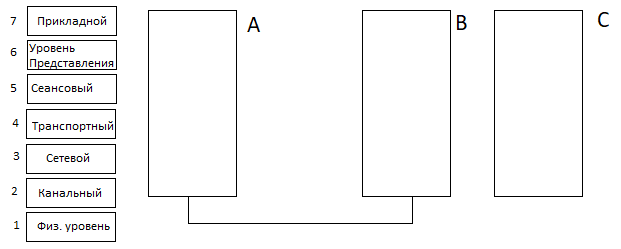 7 Прикладной
6 Уровень
Представления
5 Сеансовый
4 Транспортный
3 Сетевой
2 Канальный
1 Физ. уровень
A
B
C